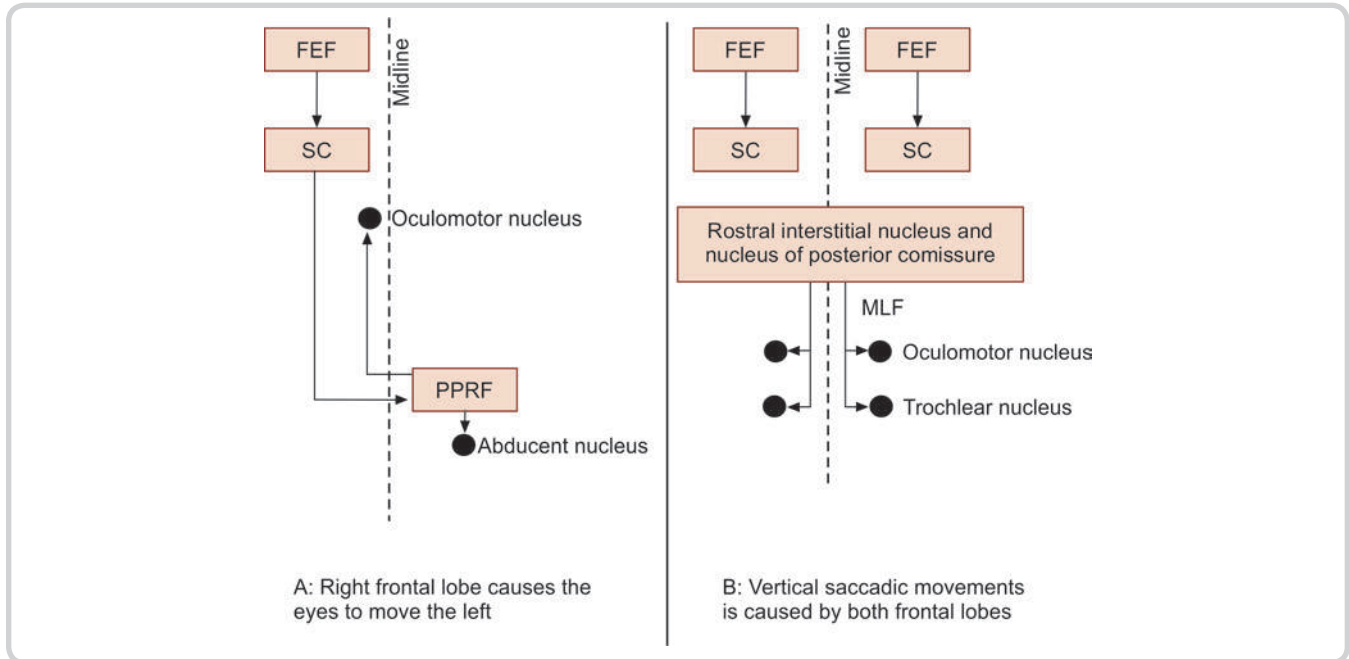 FEF
Midline
SC
Oculomotor nucleus
PPRF
Abducent nucleus
A: Right frontal lobe causes the
eyes to move the left
FEF
Midline
FEF
SC
SC
Rostral interstitial nucleus and
nucleus of posterior comissure
MLF
Oculomotor nucleus
Trochlear nucleus
B: Vertical saccadic movements
is caused by both frontal lobes